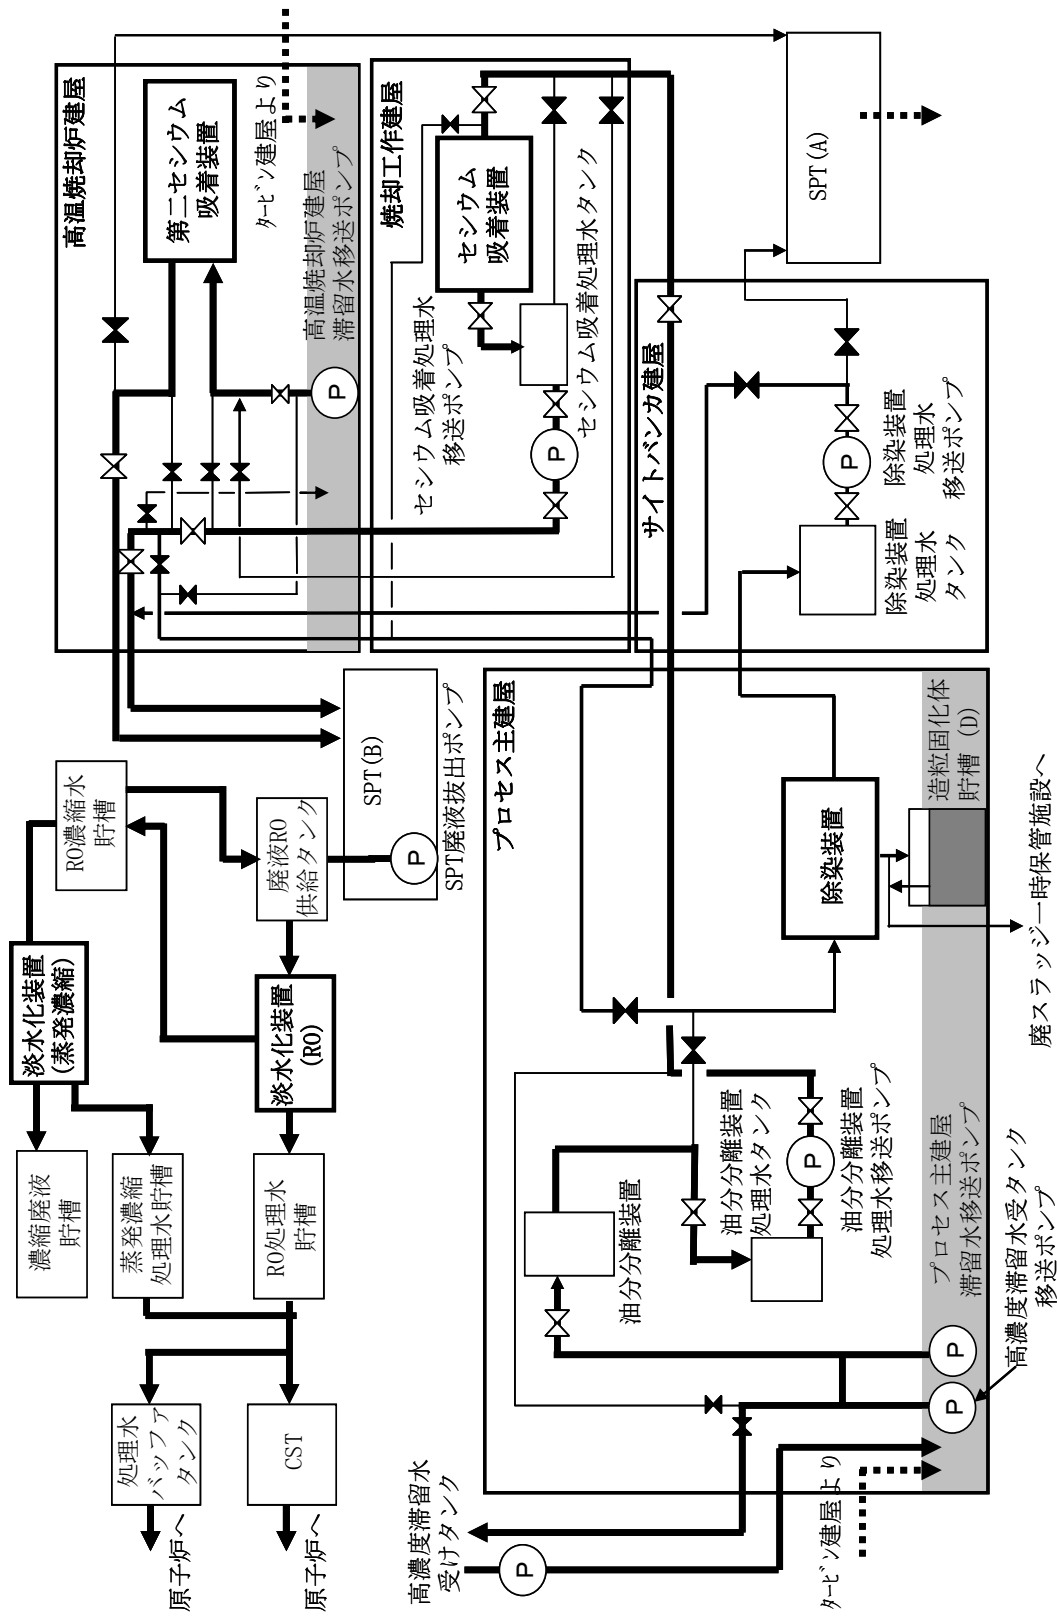 高温焼却炉建屋
第二セシウム
吸着装置
ﾀｰﾋﾞﾝ建屋より
高温焼却炉建屋
滞留水移送ポンプ
P
焼却工作建屋
セシウム
吸着装置
セシウム吸着処理水
移送ポンプ
P
セシウム吸着処理水タンク
SPT(A)
サイトバンカ建屋
除染装置
処理水
移送ポンプ
P
除染装置
処理水
タンク
SPT(B)
P
SPT廃液抜出ポンプ
RO濃縮水
貯槽
廃液RO
供給タンク
淡水化装置
(蒸発濃縮)
淡水化装置
(RO)
濃縮廃液
貯槽
蒸発濃縮
処理水貯槽
RO処理水
貯槽
処理水
バッファ
タンク
CST
原子炉へ
原子炉へ
プロセス主建屋
除染装置
造粒固化体
貯槽(D)
廃スラッジ一時保管施設へ
油分分離装置
油分分離装置
処理水タンク
油分分離装置
処理水移送ポンプ
P
プロセス主建屋
滞留水移送ポンプ
P
P
高濃度滞留水受タンク
移送ポンプ
高濃度滞留水
受けタンク
P
ﾀｰﾋﾞﾝ建屋より